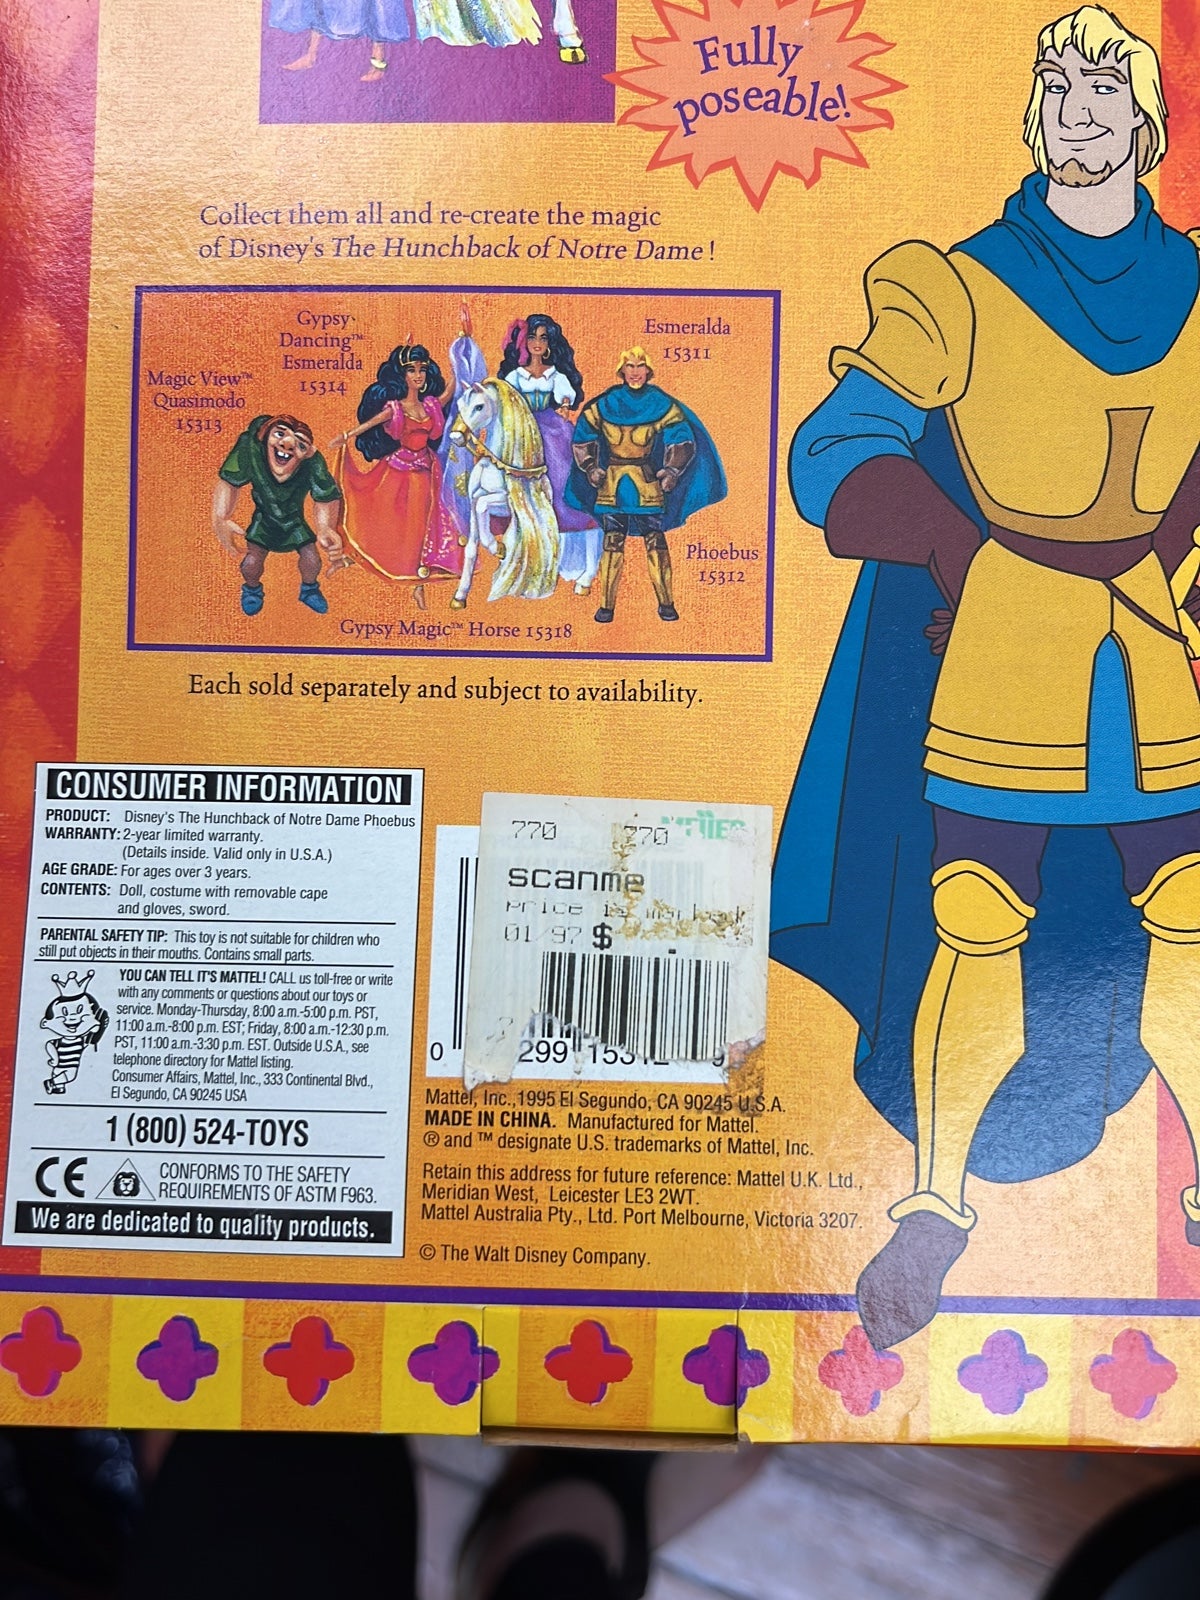 Fully
poseable!
Collect them all and re-create the magic
of Disney's The Hunchback of Notre Dame !
Gypsy
Dancing™
Esmeralda
15314
Esmeralda
15311
Magic View™
Quasimodo
15313
Phoebus
15312
Gypsy Magic™ Horse 15318
Each sold separately and subject to availability.
CONSUMER INFORMATION
PRODUCT: Disney's The Hunchback of Notre Dame Phoebus
WARRANTY: 2-year limited warranty.
(Details inside. Valid only in U.S.A.)
AGE GRADE: For ages over 3 years.
CONTENTS: Doll, costume with removable cape
and gloves, sword.
PARENTAL SAFETY TIP: This toy is not suitable for children who
still put objects in their mouths. Contains small parts.
YOU CAN TELL IT'S MATTEL! CALL us toll-free or write
with any comments or questions about our toys or
service. Monday-Thursday, 8:00 a.m.-5:00 p.m. PST,
11:00 a.m.-8:00 p.m. EST; Friday, 8:00 a.m.-12:30 p.m.
PST, 11:00 a.m.-3:30 p.m. EST. Outside U.S.A., see
telephone directory for Mattel listing.
Consumer Affairs, Mattel, Inc., 333 Continental Blvd.,
El Segundo, CA 90245 USA
1 (800) 524-TOYS
CE
CONFORMS TO THE SAFETY
REQUIREMENTS OF ASTM F963.
We are dedicated to quality products.
770 770
scanme
Price is
01/97 $
0 299 1531 9
Mattel, Inc.,1995 El Segundo, CA 90245 U.S.A.
MADE IN CHINA. Manufactured for Mattel.
® and ™ designate U.S. trademarks of Mattel, Inc.
Retain this address for future reference: Mattel U.K. Ltd.,
Meridian West, Leicester LE3 2WT.
Mattel Australia Pty., Ltd. Port Melbourne, Victoria 3207.
© The Walt Disney Company.